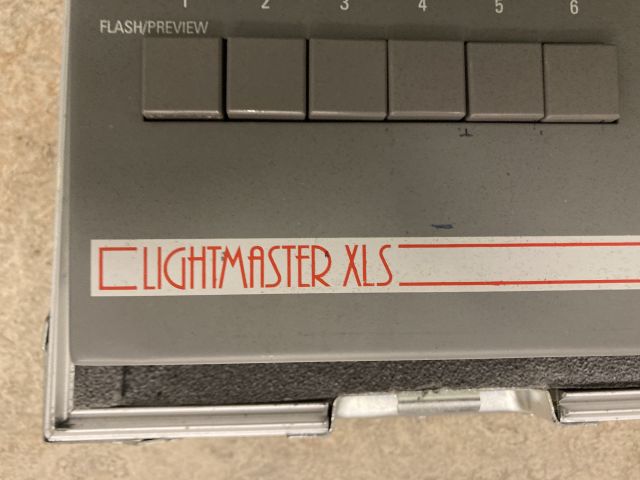 1 2 3 4 5 6
FLASH/PREVIEW
LIGHTMASTER XLS